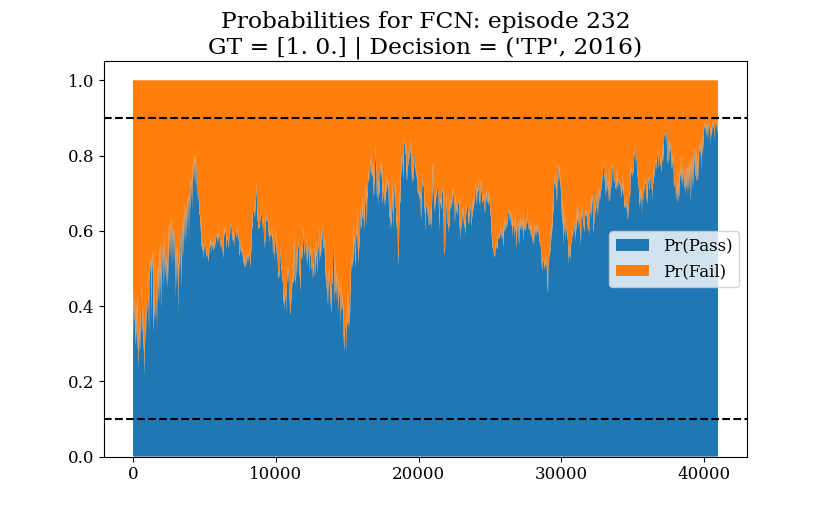 Probabilities for FCN: episode 232
GT = [1. 0.] | Decision = ('TP', 2016)
1.0
0.8
0.6
0.4
0.2
0.0
Pr(Pass)
Pr(Fail)
0
10000
20000
30000
40000